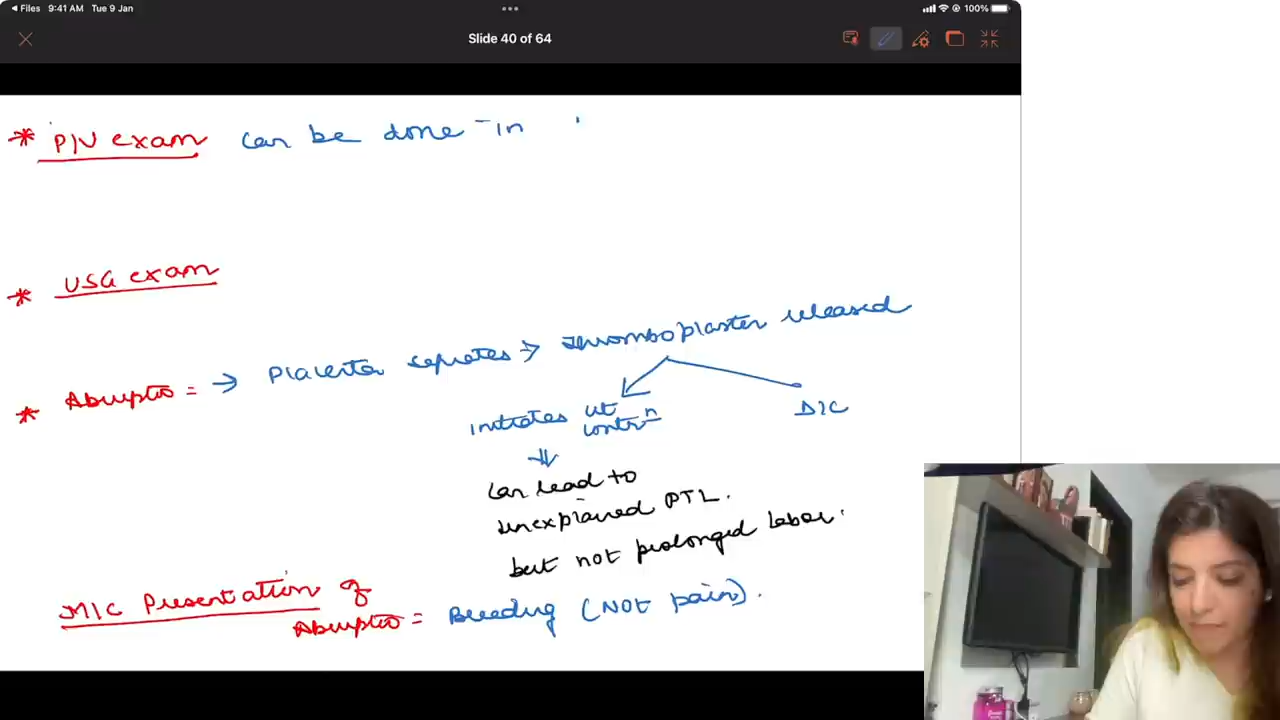 Files 9:41 AM Tue 9 Jan 100%
Slide 40 of 64
* P/V exam can be done in
* USG exam
* Abruptio = → Placenta seprates → thromboplaster released
initiates ut contrⁿ
DIC
⇓
can lead to
unexplained PTL.
but not prolonged labor.
M/C Presentation of
Abruptio = Bleeding (NOT pain).